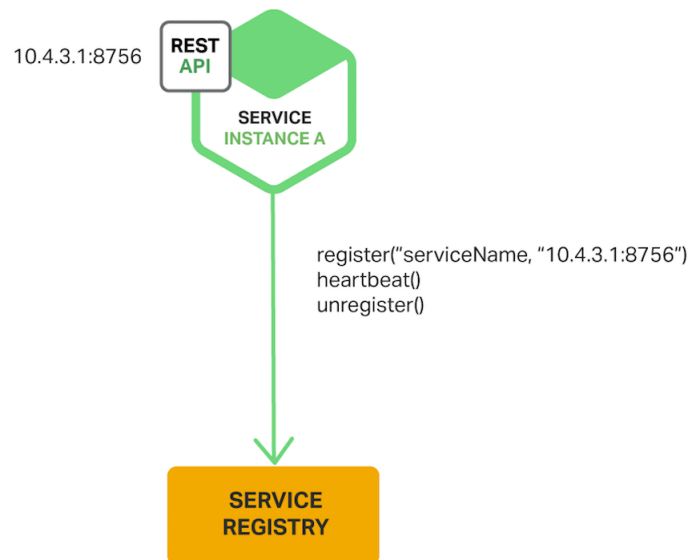 10.4.3.1:8756
REST
API
SERVICE
INSTANCE A
register(“serviceName, “10.4.3.1:8756”)
heartbeat()
unregister()
SERVICE
REGISTRY